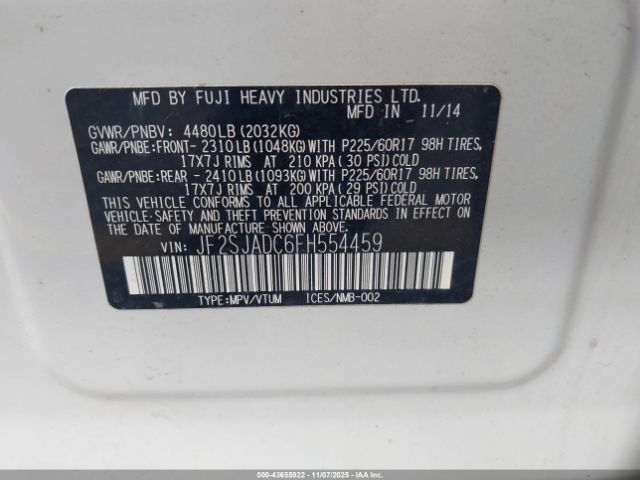 MFD BY FUJI HEAVY INDUSTRIES LTD.
MFD IN 11/14
GVWR/PNBV: 4480LB (2032KG)
GAWR/PNBE:FRONT- 2310LB (1048KG) WITH P225/60R17 98H TIRES,
17X7J RIMS AT 210 KPA ( 30 PSI) COLD
GAWR/PNBE:REAR - 2410LB (1093KG) WITH P225/60R17 98H TIRES,
17X7J RIMS AT 200 KPA ( 29 PSI) COLD
THIS VEHICLE CONFORMS TO ALL APPLICABLE FEDERAL MOTOR
VEHICLE-SAFETY AND THEFT PREVENTION STANDARDS IN EFFECT ON
THE DATE OF MANUFACTURE SHOWN ABOVE.
VIN: JF2SJADC6FH554459
TYPE:MPV/VTUM ICES/NMB-002
000-43655922 - 11/07/2025 - IAAI.COM